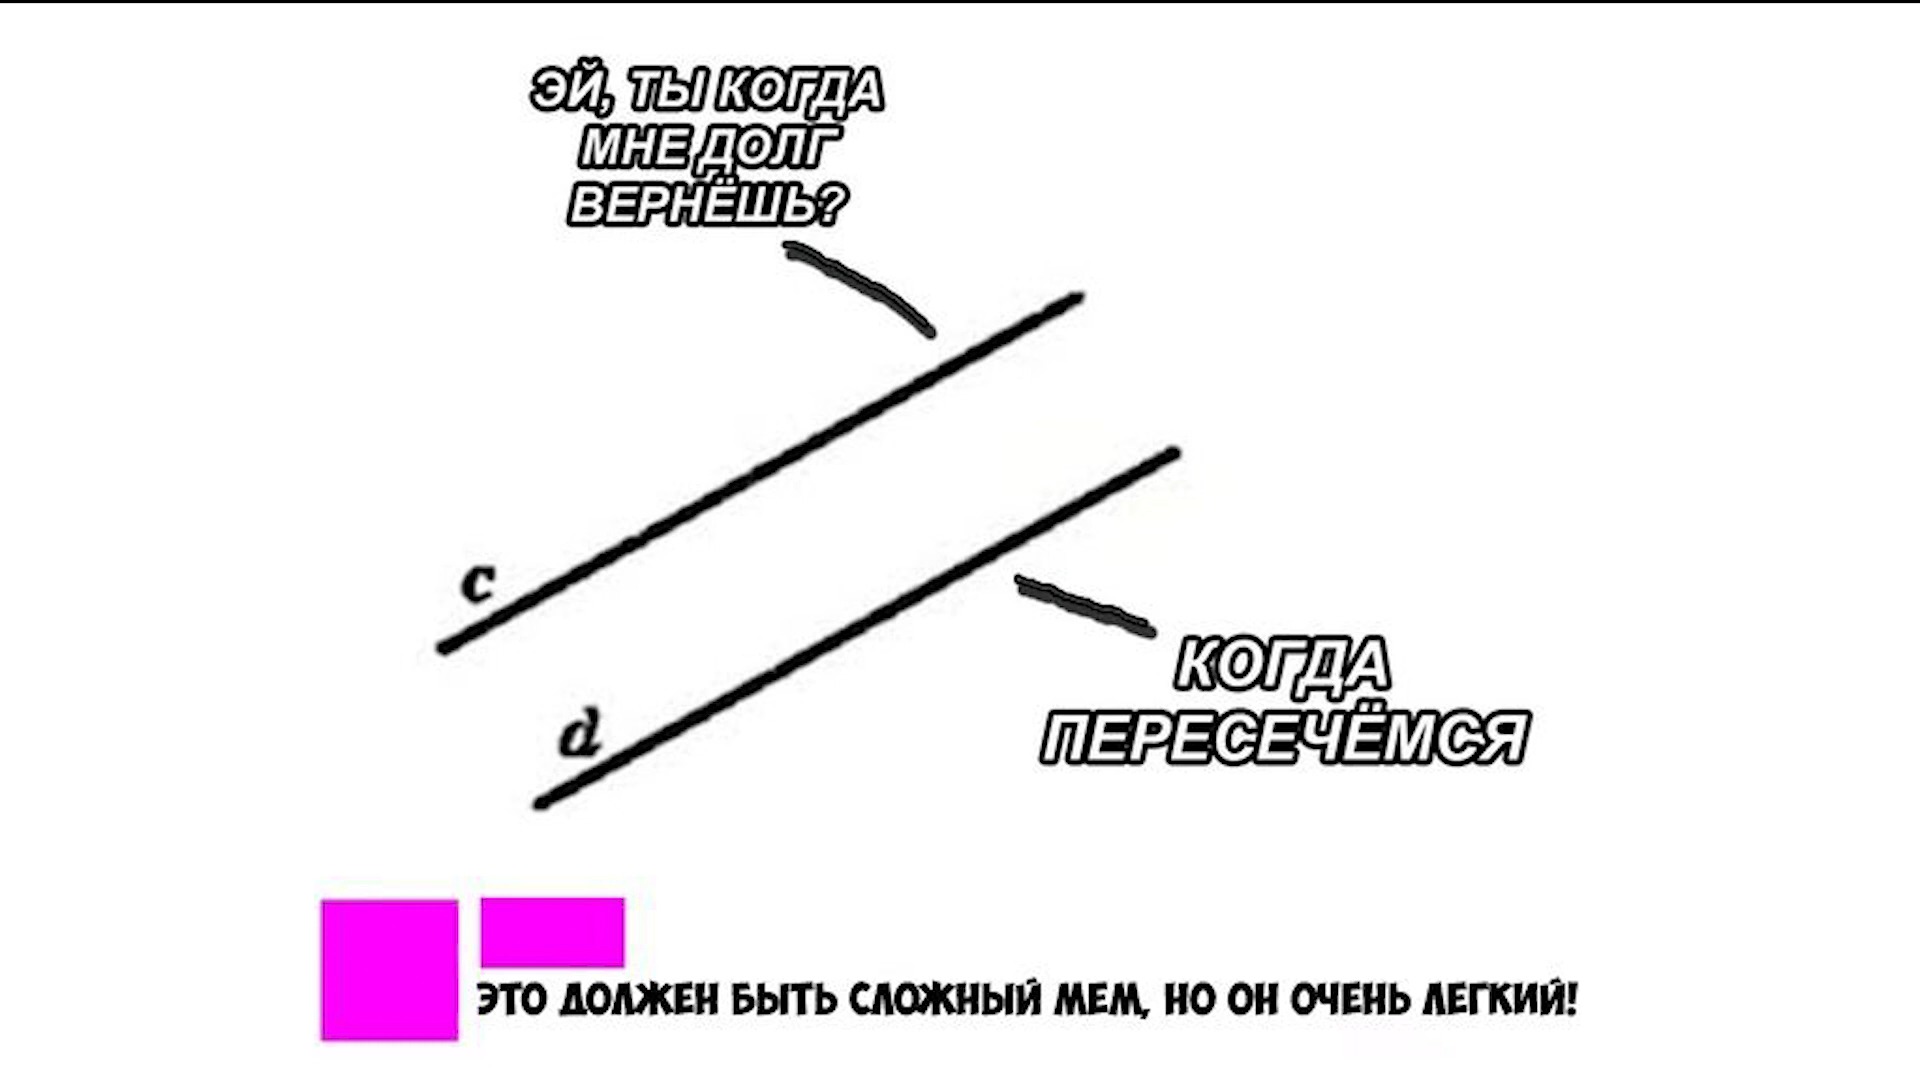 ЭЙ, ТЫ КОГДА
МНЕ ДОЛГ
ВЕРНЁШЬ?
c
d
КОГДА
ПЕРЕСЕЧЁМСЯ
ЭТО ДОЛЖЕН БЫТЬ СЛОЖНЫЙ МЕМ, НО ОН ОЧЕНЬ ЛЕГКИЙ!